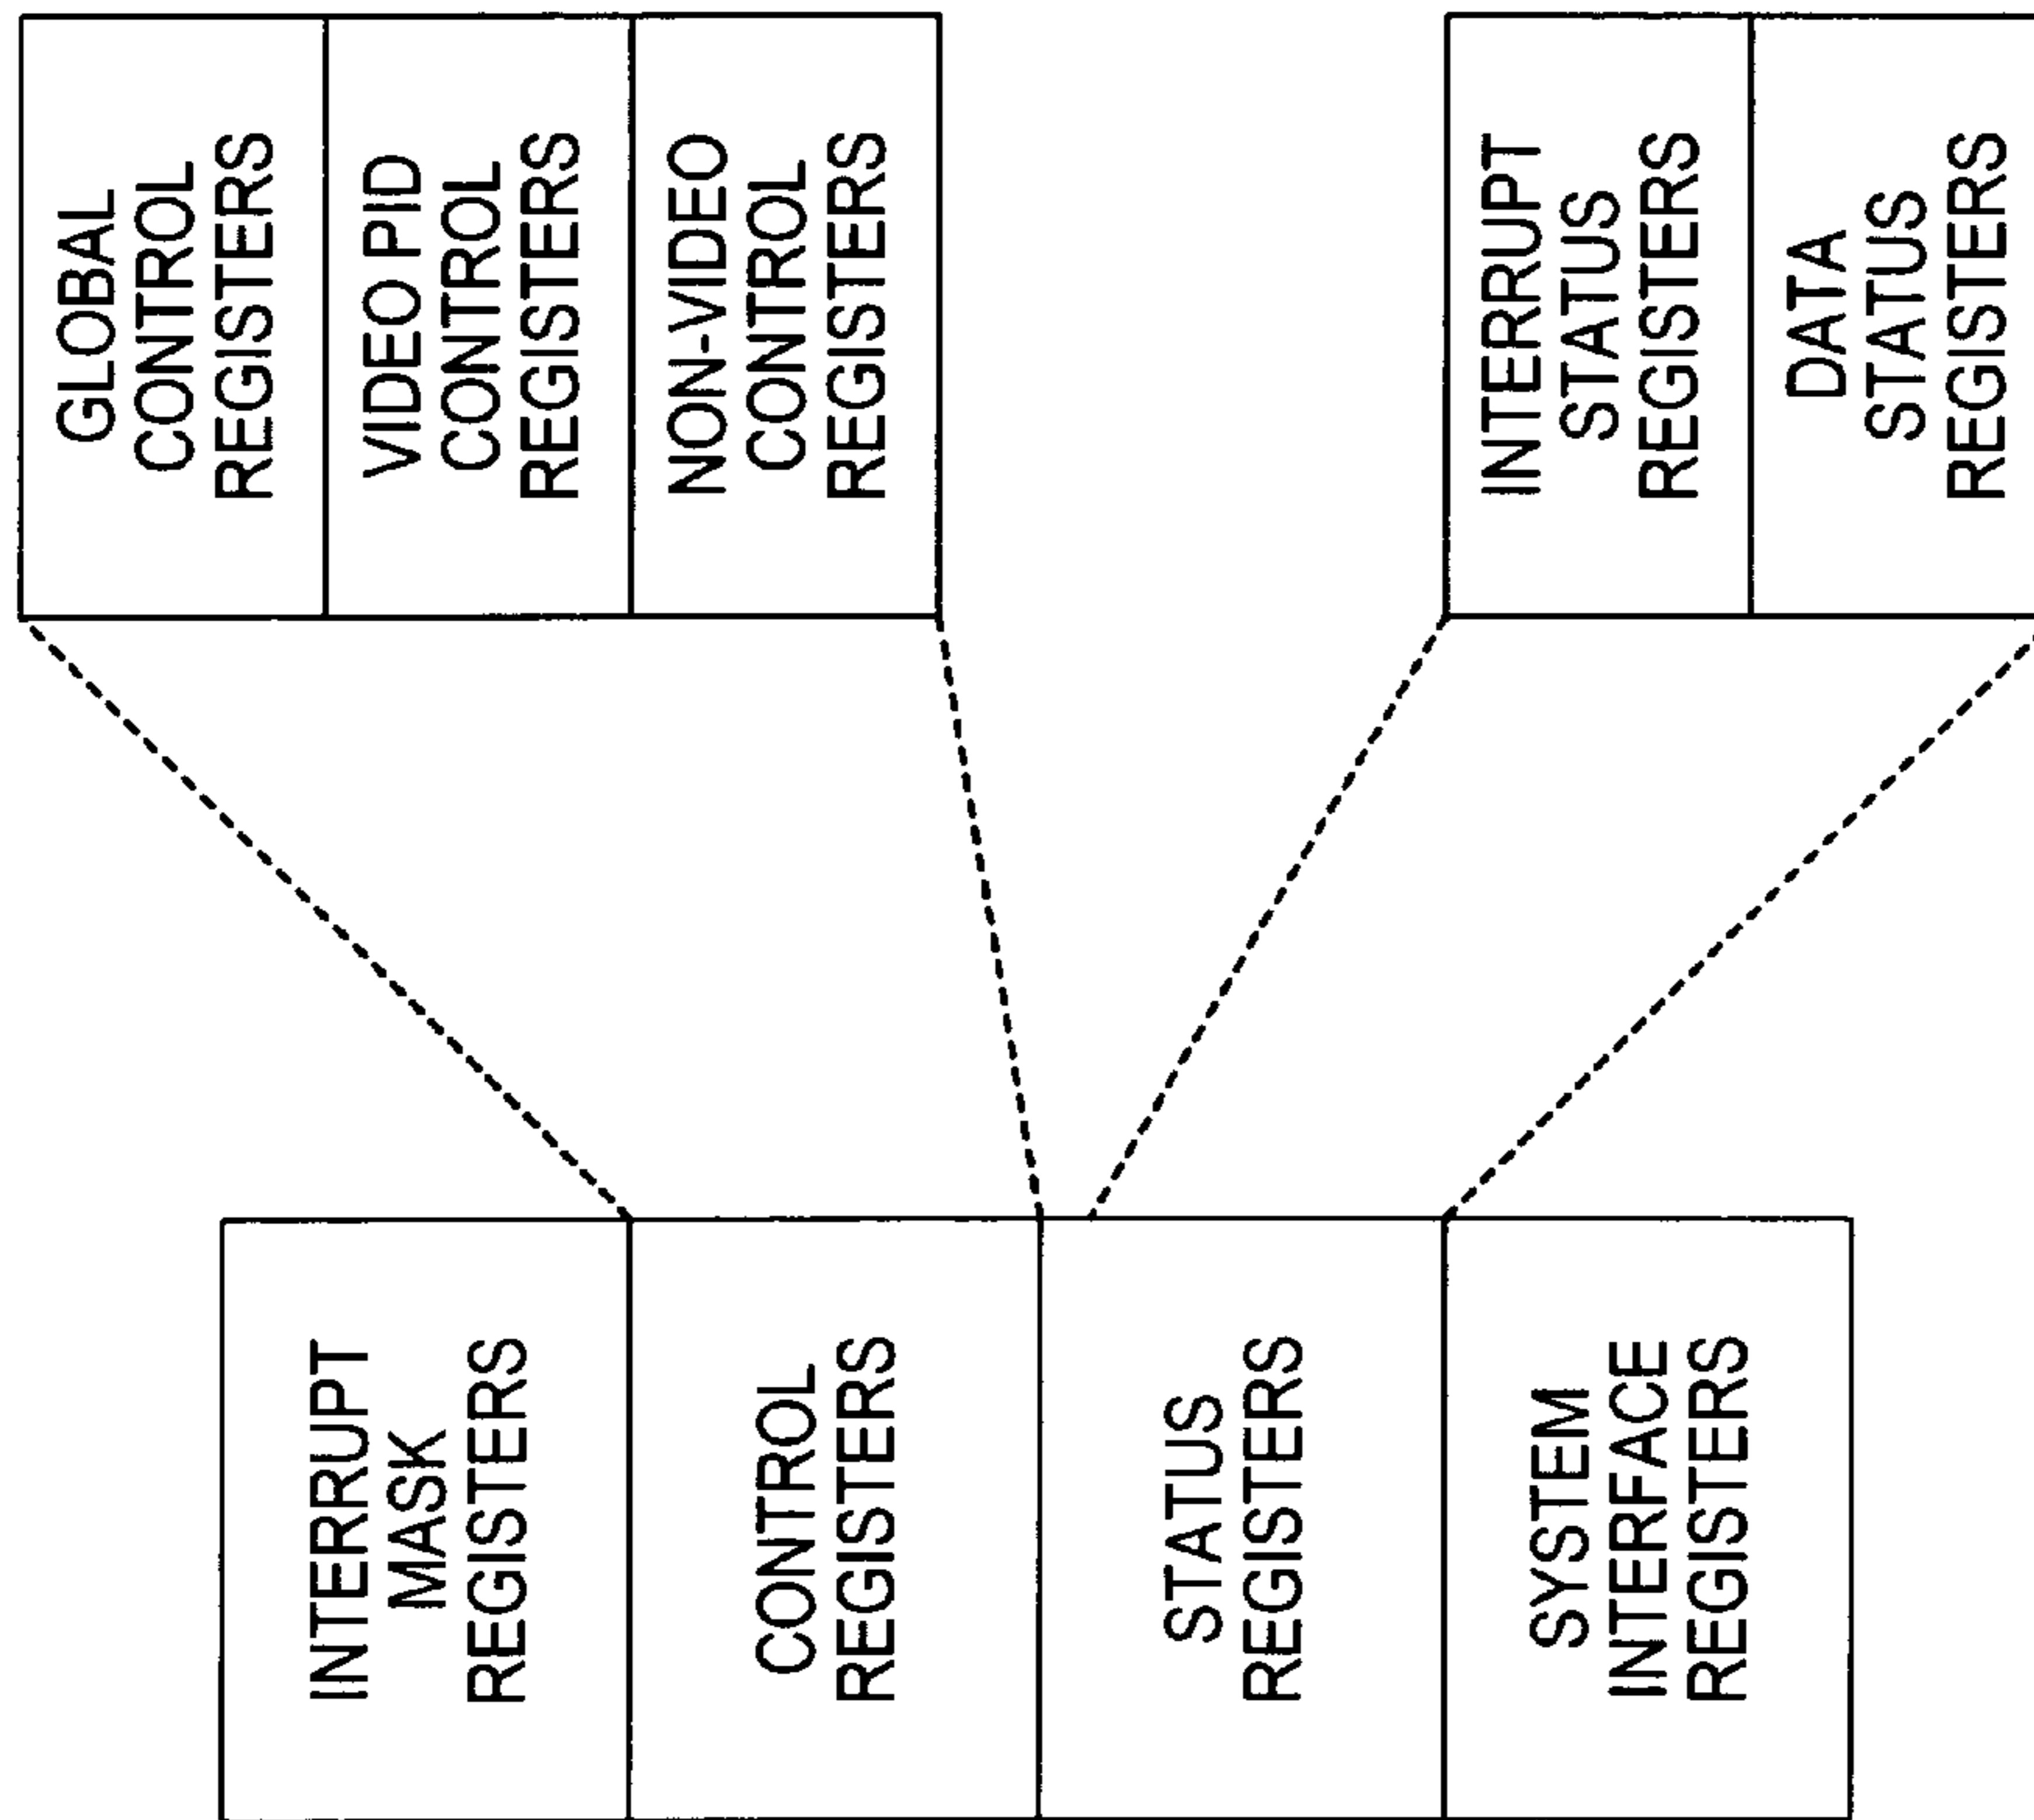 INTERRUPT
MASK
REGISTERS
CONTROL
REGISTERS
STATUS
REGISTERS
SYSTEM
INTERFACE
REGISTERS
GLOBAL
CONTROL
REGISTERS
VIDEO PID
CONTROL
REGISTERS
NON-VIDEO
CONTROL
REGISTERS
INTERRUPT
STATUS
REGISTERS
DATA
STATUS
REGISTERS